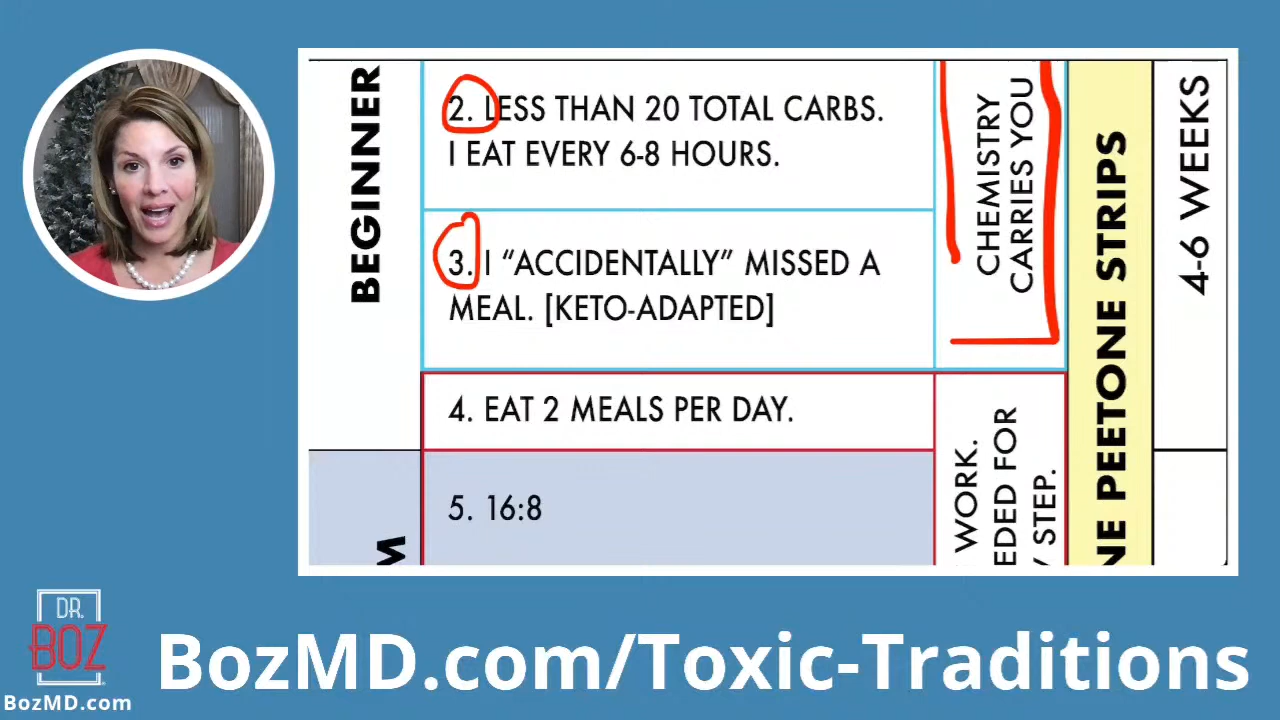 BEGINNER
2. LESS THAN 20 TOTAL CARBS.
I EAT EVERY 6-8 HOURS.
3. I “ACCIDENTALLY” MISSED A
MEAL. [KETO-ADAPTED]
4. EAT 2 MEALS PER DAY.
5. 16:8
CHEMISTRY
CARRIES YOU
WORK.
DED FOR
STEP.
NE PEETONE STRIPS
4-6 WEEKS
DR.
BOZ
BozMD.com
BozMD.com/Toxic-Traditions